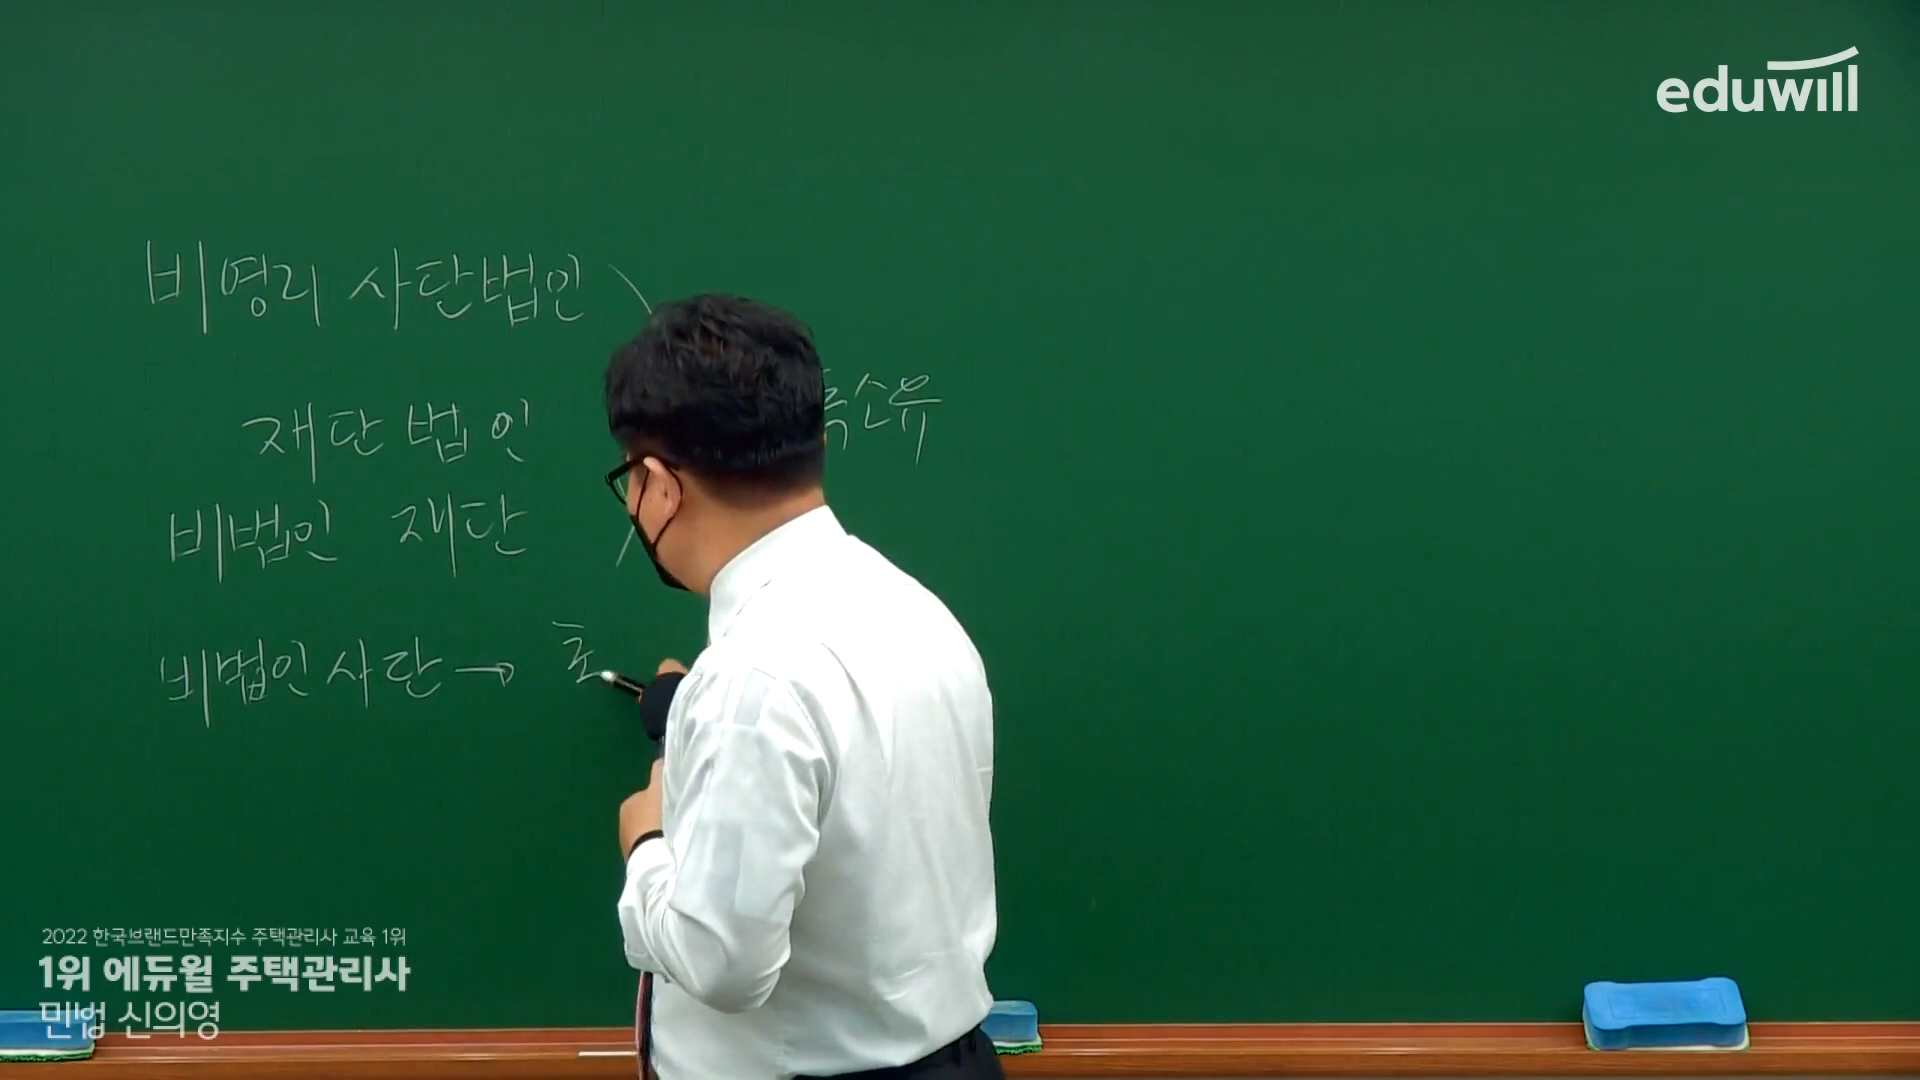 eduwill
비영리 사단법인
재단법인
소유
비법인 재단
비법인사단→
2022 한국브랜드만족지수 주택관리사 교육 1위
1위 에듀윌 주택관리사
민법 신의영